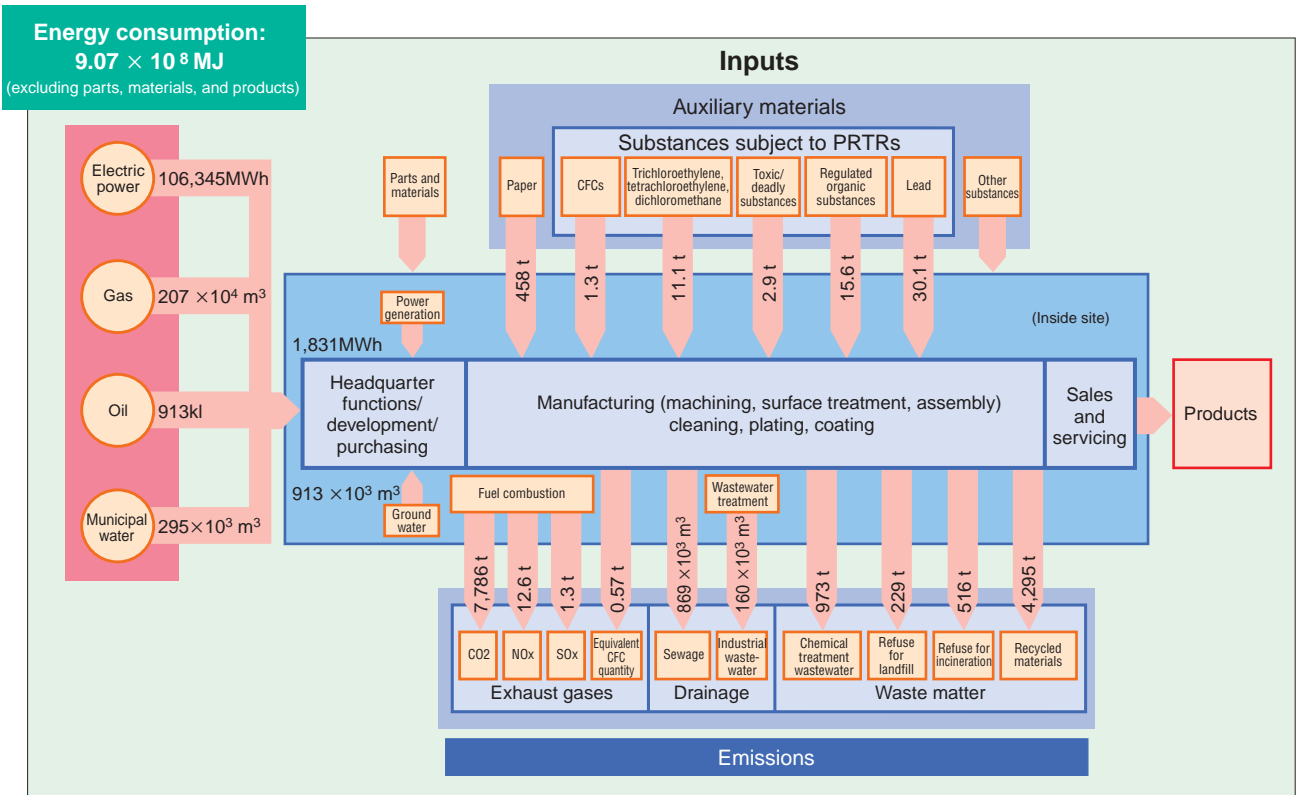 Energy consumption:
9.07 × 10⁸ MJ
(excluding parts, materials, and products)
Inputs
Auxiliary materials
Substances subject to PRTRs
Electric
power
106,345MWh
Parts and
materials
Paper
CFCs
Trichloroethylene,
tetrachloroethylene,
dichloromethane
Toxic/
deadly
substances
Regulated
organic
substances
Lead
Other
substances
458 t
1.3 t
11.1 t
2.9 t
15.6 t
30.1 t
Gas
207 ×10⁴ m³
Power
generation
(Inside site)
1,831MWh
Oil
913kl
Headquarter
functions/
development/
purchasing
Manufacturing (machining, surface treatment, assembly)
cleaning, plating, coating
Sales
and
servicing
Products
Municipal
water
295×10³ m³
913 ×10³ m³
Ground
water
Fuel combustion
Wastewater
treatment
7,786 t
12.6 t
1.3 t
0.57 t
869 ×10³ m³
160 ×10³ m³
973 t
229 t
516 t
4,295 t
CO2
NOx
SOx
Equivalent
CFC
quantity
Sewage
Industrial
waste-
water
Chemical
treatment
wastewater
Refuse
for
landfill
Refuse for
incineration
Recycled
materials
Exhaust gases
Drainage
Waste matter
Emissions